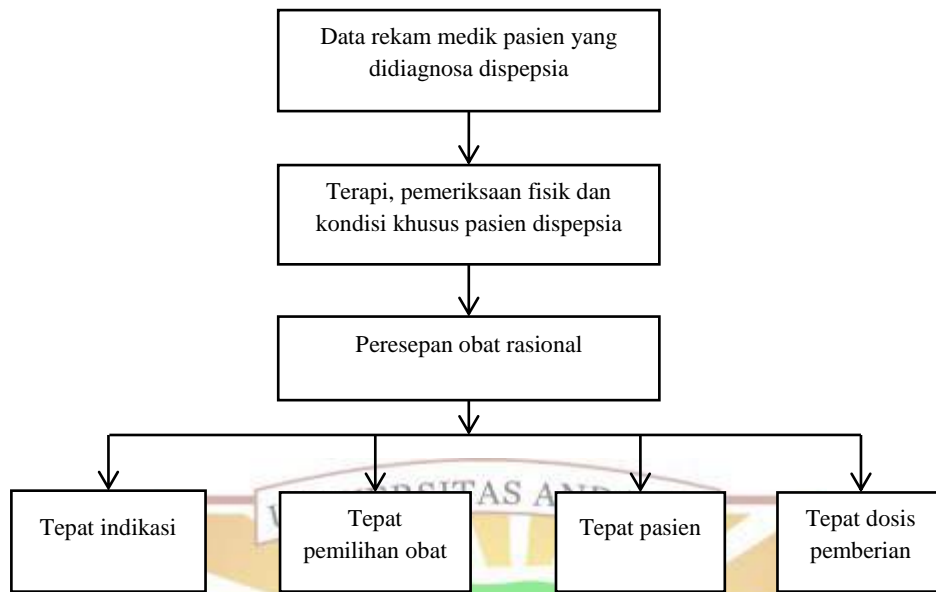 Data rekam medik pasien yang
didiagnosa dispepsia
Terapi, pemeriksaan fisik dan
kondisi khusus pasien dispepsia
Peresepan obat rasional
Tepat indikasi
Tepat
pemilihan obat
Tepat pasien
Tepat dosis
pemberian